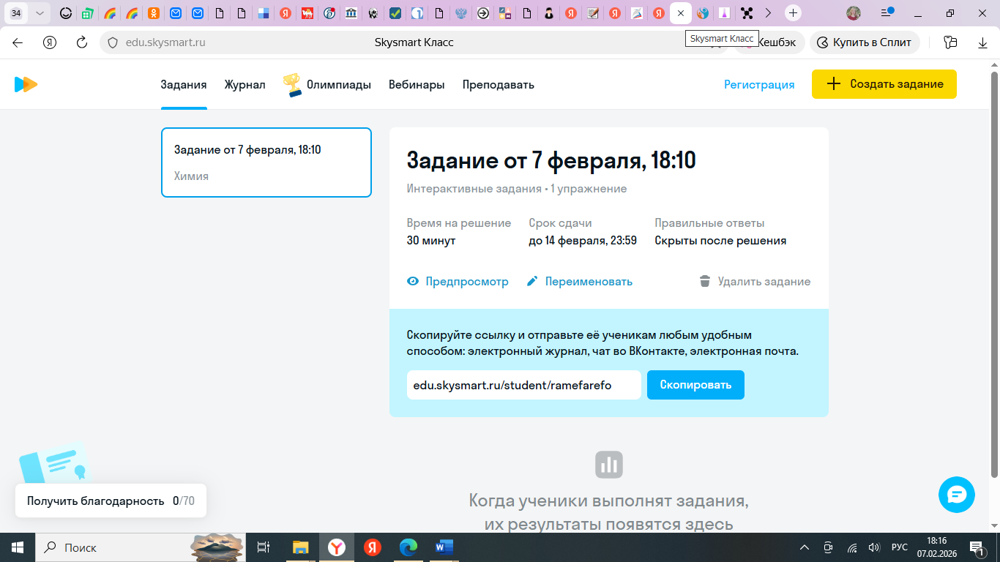 34
edu.skysmart.ru
Skysmart Класс
Кешбэк
Купить в Сплит
Skysmart Класс
Задания
Журнал
Олимпиады
Вебинары
Преподавать
Регистрация
Создать задание
Задание от 7 февраля, 18:10
Химия
Задание от 7 февраля, 18:10
Интерактивные задания • 1 упражнение
Время на решение
30 минут
Срок сдачи
до 14 февраля, 23:59
Правильные ответы
Скрыты после решения
Предпросмотр
Переименовать
Удалить задание
Скопируйте ссылку и отправьте её ученикам любым удобным
способом: электронный журнал, чат во ВКонтакте, электронная почта.
edu.skysmart.ru/student/ramefarefo
Скопировать
Когда ученики выполнят задания,
их результаты появятся здесь
Получить благодарность 0/70
Поиск
РУС
18:16
07.02.2026
1